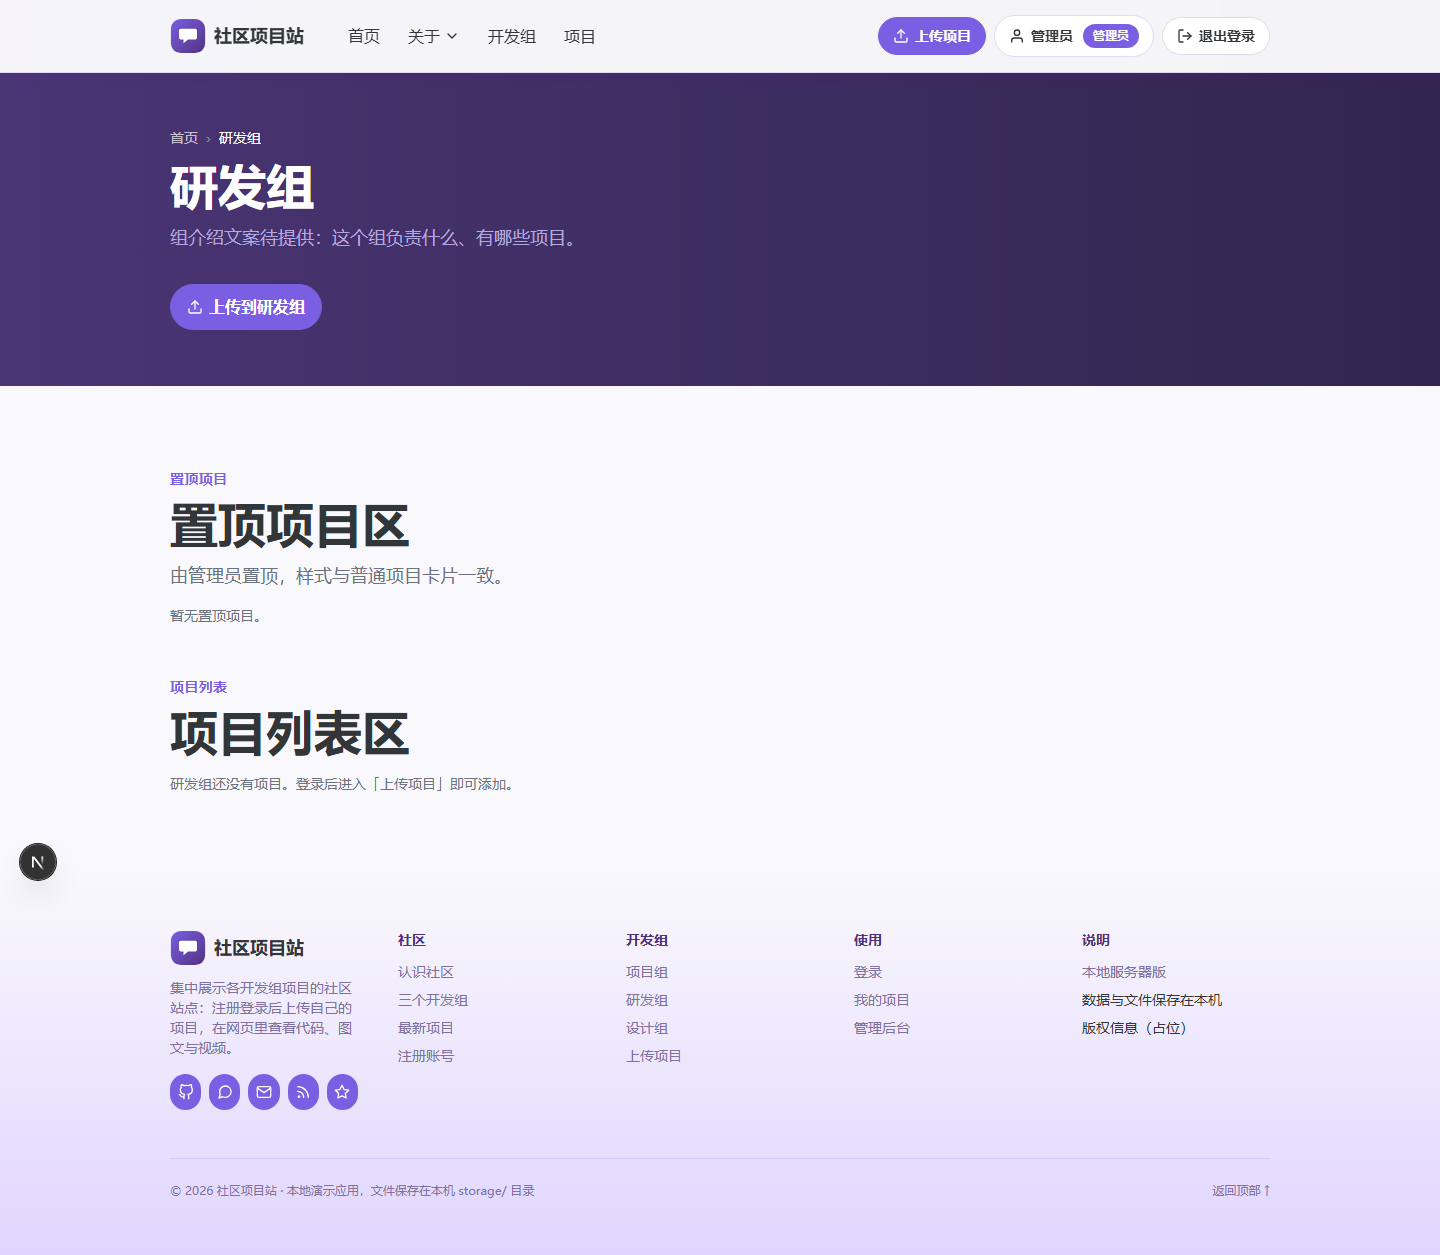 社区项目站
首页
关于
开发组
项目
上传项目
管理员
管理员
退出登录
首页 › 研发组
研发组
组介绍文案待提供：这个组负责什么、有哪些项目。
上传到研发组
置顶项目
置顶项目区
由管理员置顶，样式与普通项目卡片一致。
暂无置顶项目。
项目列表
项目列表区
研发组还没有项目。登录后进入「上传项目」即可添加。
N
社区项目站
集中展示各开发组项目的社区
站点：注册登录后上传自己的
项目，在网页里查看代码、图
文与视频。
社区
认识社区
三个开发组
最新项目
注册账号
开发组
项目组
研发组
设计组
上传项目
使用
登录
我的项目
管理后台
说明
本地服务器版
数据与文件保存在本机
版权信息（占位）
© 2026 社区项目站 · 本地演示应用，文件保存在本机 storage/ 目录
返回顶部 ↑